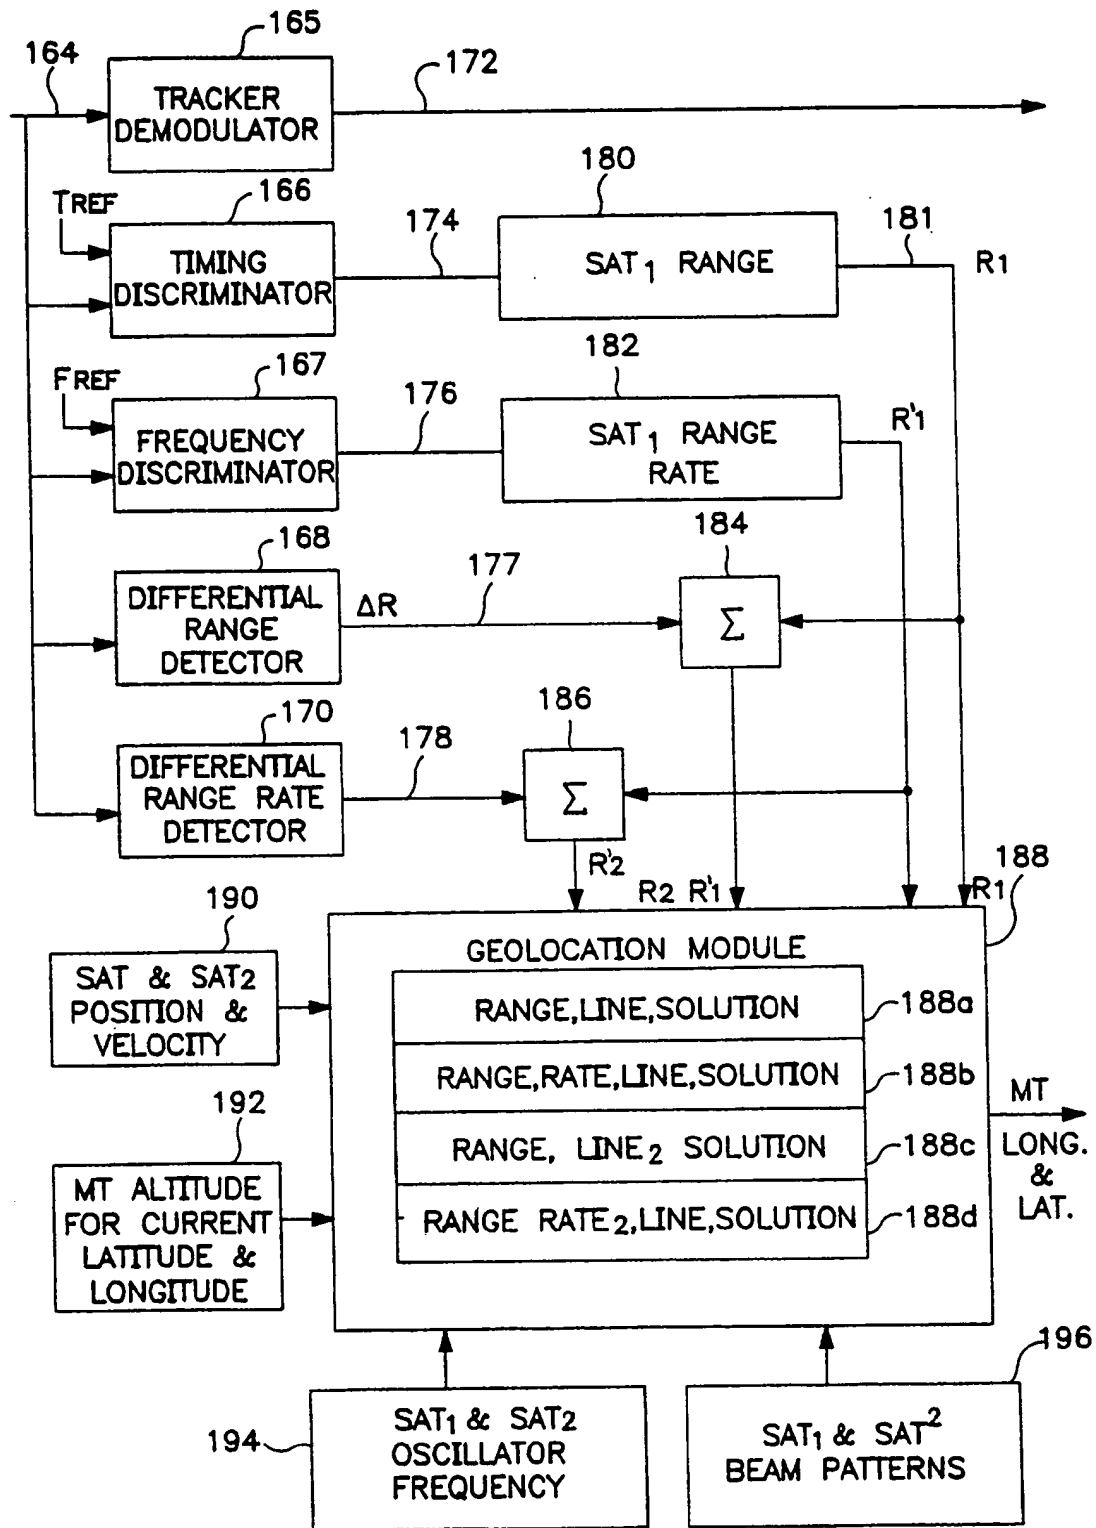 165
164
TRACKER
DEMODULATOR
172
TREF
166
TIMING
DISCRIMINATOR
174
180
SAT1 RANGE
181
R1
FREF
167
FREQUENCY
DISCRIMINATOR
176
182
SAT1 RANGE
RATE
R'1
168
DIFFERENTIAL
RANGE
DETECTOR
ΔR
177
184
Σ
170
DIFFERENTIAL
RANGE RATE
DETECTOR
178
186
Σ
R'2
R2 R'1
R1
188
190
SAT & SAT2
POSITION &
VELOCITY
GEOLOCATION MODULE
RANGE,LINE,SOLUTION
188a
RANGE,RATE,LINE,SOLUTION
188b
RANGE, LINE2 SOLUTION
188c
RANGE RATE2,LINE,SOLUTION
188d
MT
LONG.
&
LAT.
192
MT ALTITUDE
FOR CURRENT
LATITUDE &
LONGITUDE
194
SAT1 & SAT2
OSCILLATOR
FREQUENCY
196
SAT1 & SAT2
BEAM PATTERNS